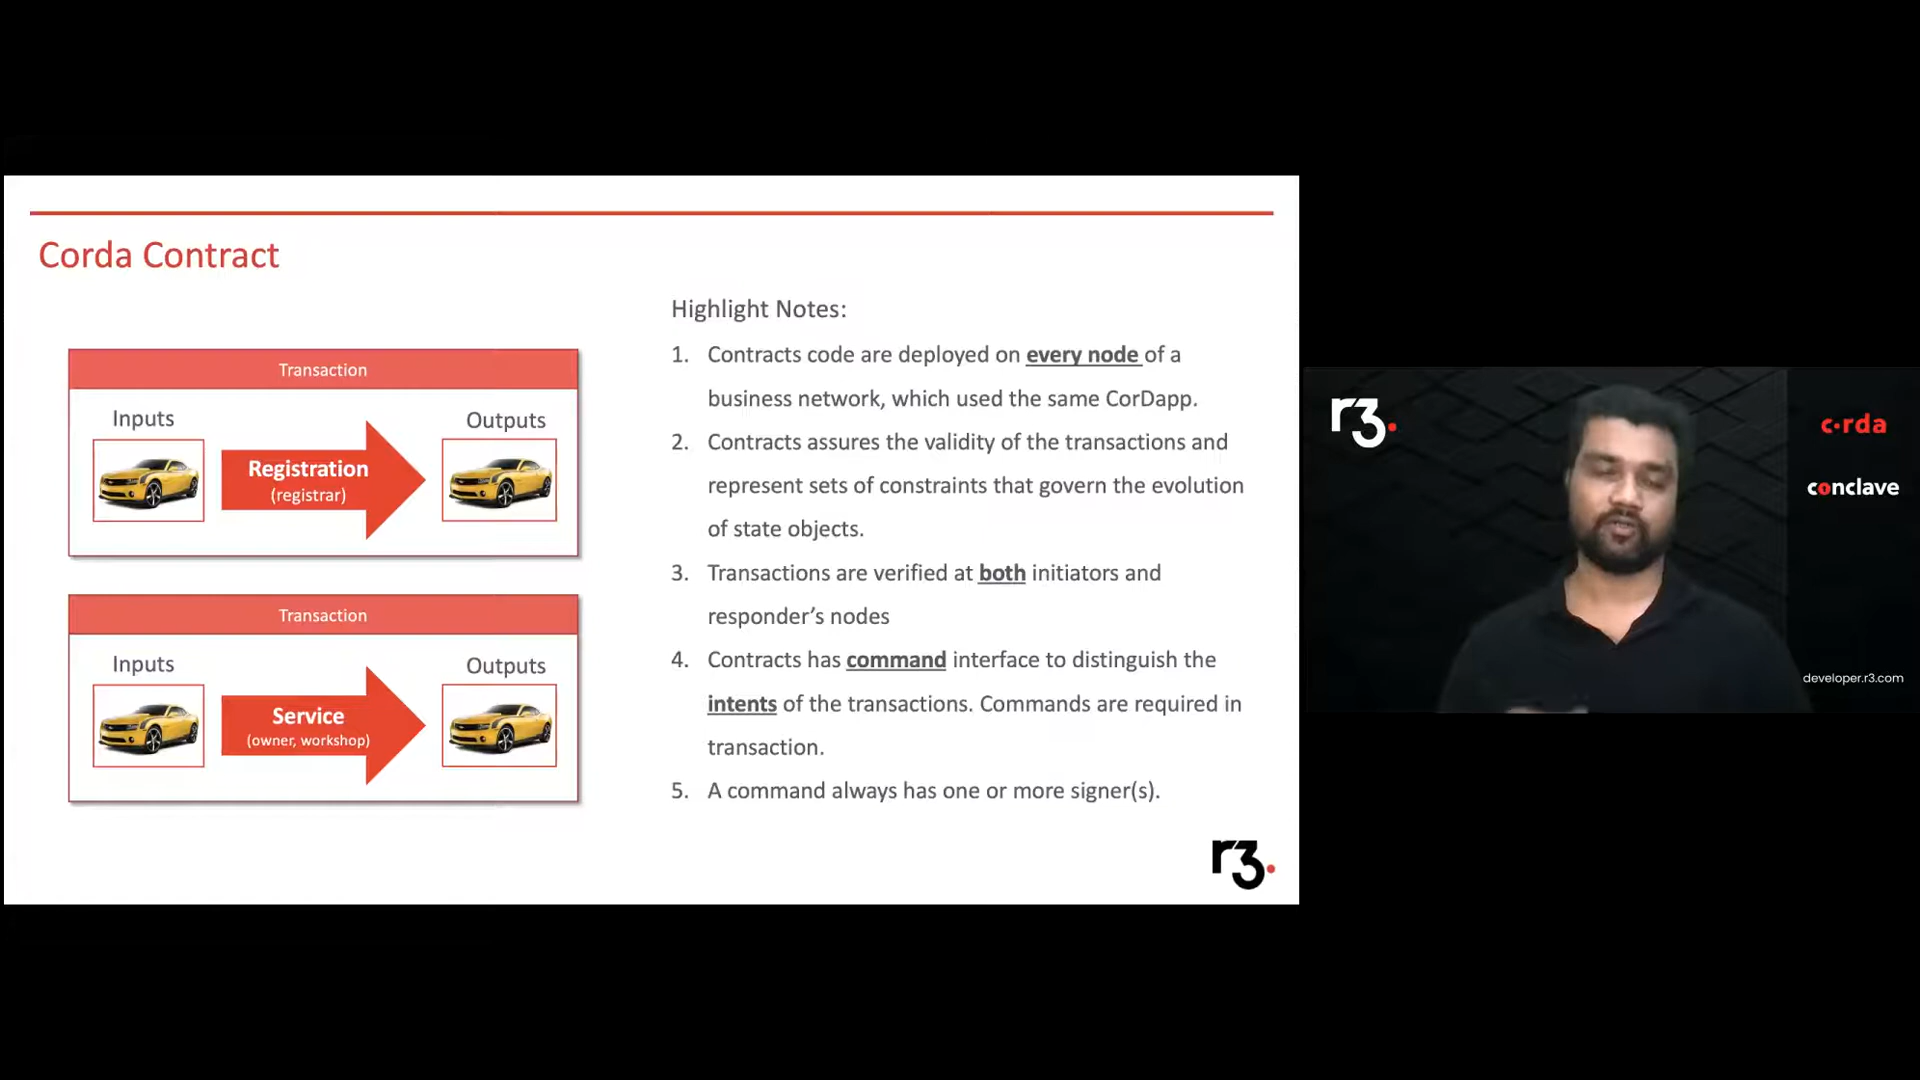 Corda Contract
Transaction
Inputs
Outputs
Registration
(registrar)
Transaction
Inputs
Outputs
Service
(owner, workshop)
Highlight Notes:
1. Contracts code are deployed on every node of a
business network, which used the same CorDapp.
2. Contracts assures the validity of the transactions and
represent sets of constraints that govern the evolution
of state objects.
3. Transactions are verified at both initiators and
responder’s nodes
4. Contracts has command interface to distinguish the
intents of the transactions. Commands are required in
transaction.
5. A command always has one or more signer(s).
r3.
r3.
c·rda
conclave
developer.r3.com